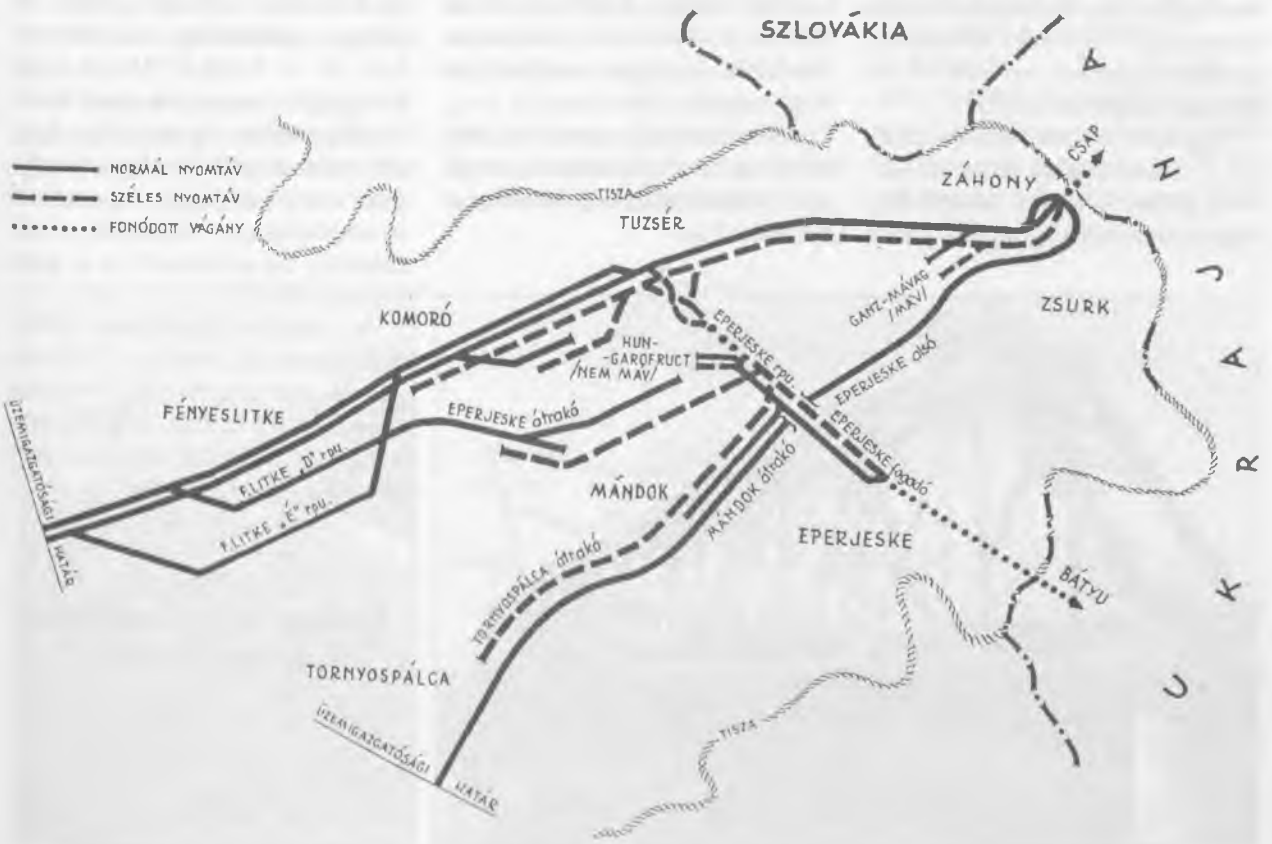 SZLOVÁKIA
UKRAJHA
NORMÁL NYOMTÁV
SZÉLES NYOMTÁV
FONÓDOTT VÁGÁNY
TISZA
TUZSÉR
ZÁHONY
CSAP
KOMORÓ
GANZ-MÁVAG
/MÁV/
ZSURK
HUN-
-GAROFRUCT
/NEM MÁV/
EPERJESKE rpu.
EPERJESKE alsó
EPERJESKE fogadó
FÉNYESLITKE
EPERJESKE átrakó
ÜZEMIGAZGATÓSÁGI
HATÁR
F.LITKE „D" rpu.
F.LITKE „É" rpu.
MÁNDOK
MÁNDOK átrakó
EPERJESKE
BÁTYU
TORNYOSPÁLCA átrakó
TORNYOSPÁLCA
ÜZEMIGAZGATÓSÁGI
HATÁR
TISZA